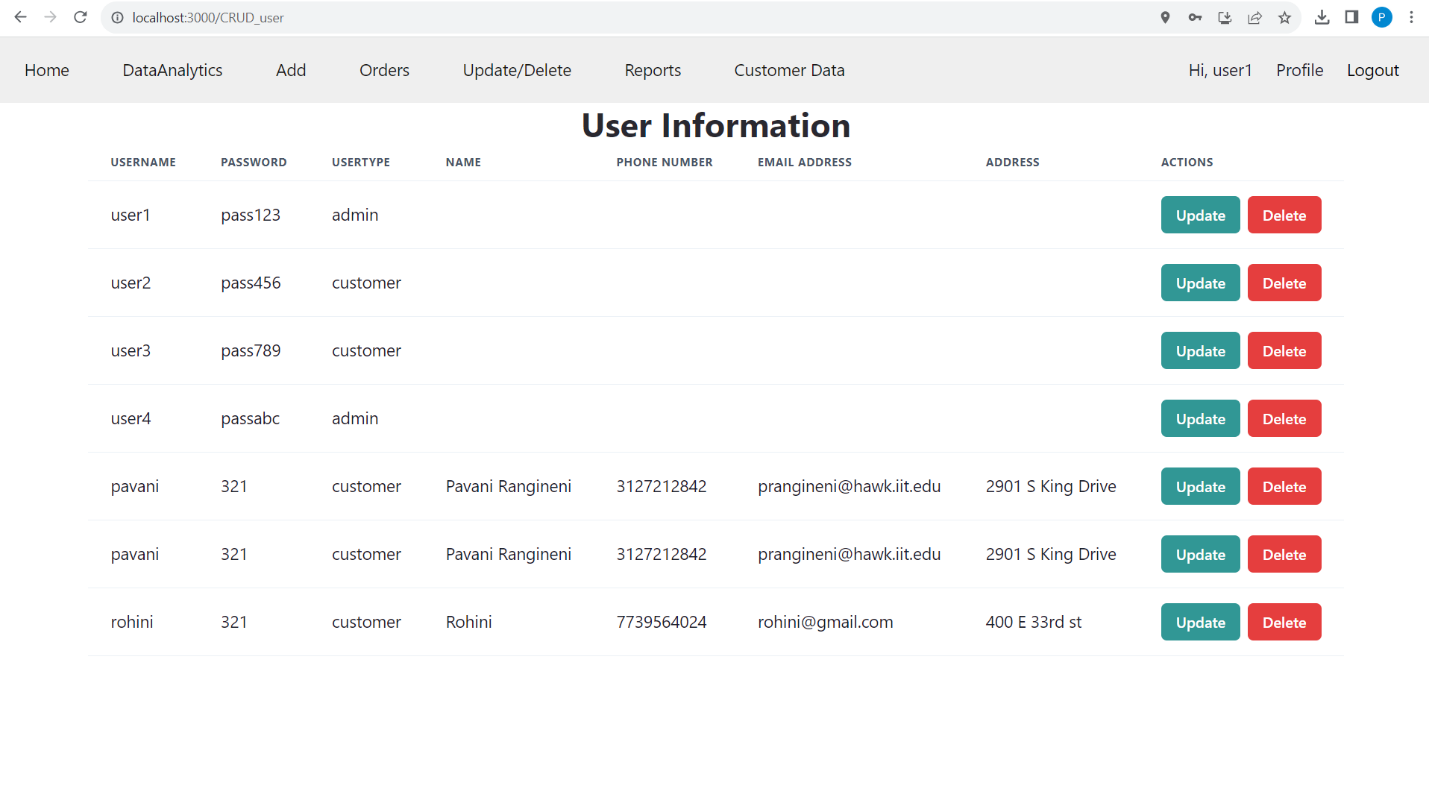 localhost:3000/CRUD_user
P
Home DataAnalytics Add Orders Update/Delete Reports Customer Data Hi, user1 Profile Logout
User Information
USERNAME PASSWORD USERTYPE NAME PHONE NUMBER EMAIL ADDRESS ADDRESS ACTIONS
user1 pass123 admin Update Delete
user2 pass456 customer Update Delete
user3 pass789 customer Update Delete
user4 passabc admin Update Delete
pavani 321 customer Pavani Rangineni 3127212842 prangineni@hawk.iit.edu 2901 S King Drive Update Delete
pavani 321 customer Pavani Rangineni 3127212842 prangineni@hawk.iit.edu 2901 S King Drive Update Delete
rohini 321 customer Rohini 7739564024 rohini@gmail.com 400 E 33rd st Update Delete